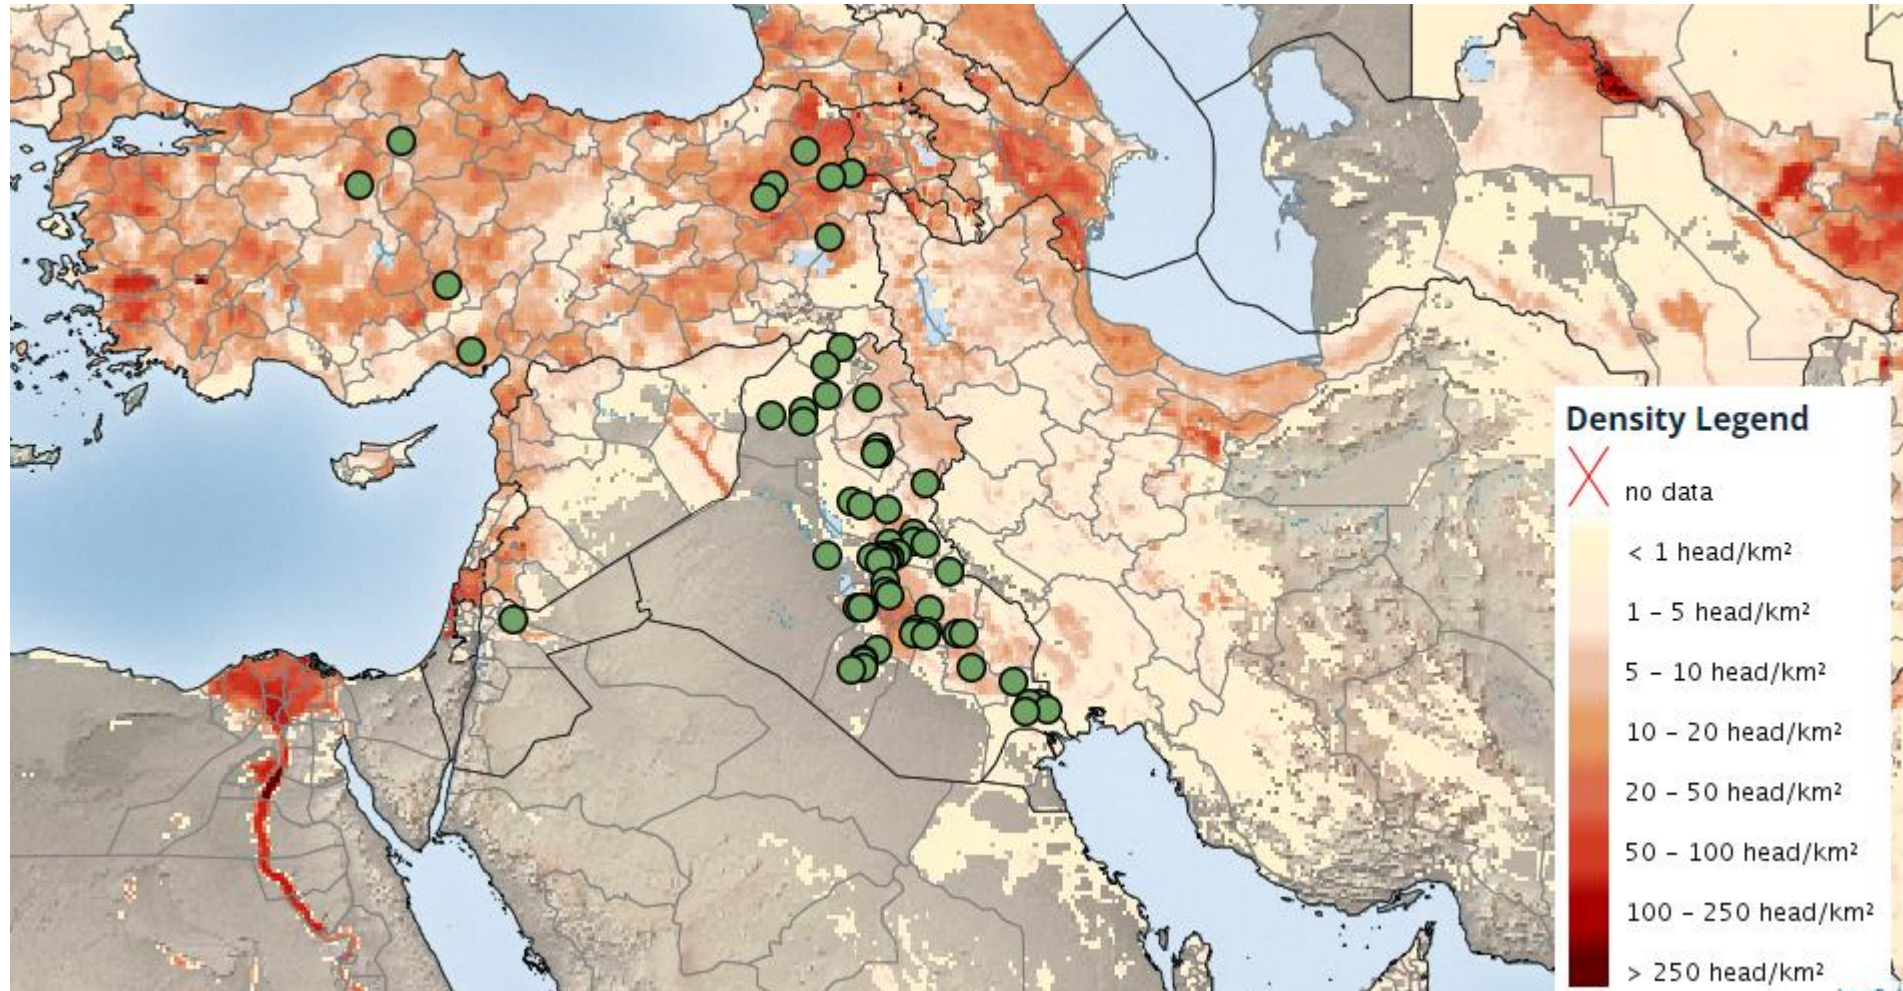 Density Legend
no data
< 1 head/km²
1 – 5 head/km²
5 – 10 head/km²
10 – 20 head/km²
20 – 50 head/km²
50 – 100 head/km²
100 – 250 head/km²
> 250 head/km²